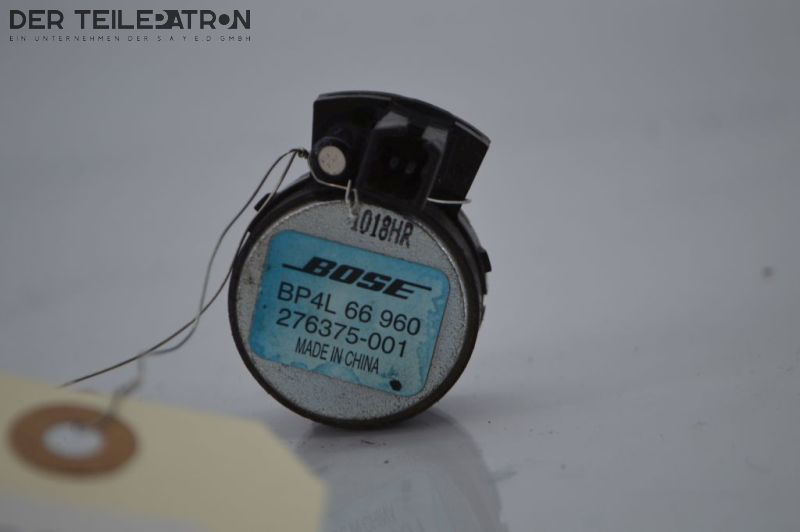 DER TEILEPATRON
EIN UNTERNEHMEN DER S A Y E.D GMBH
1018HR
BOSE
BP4L 66 960
276375-001
MADE IN CHINA